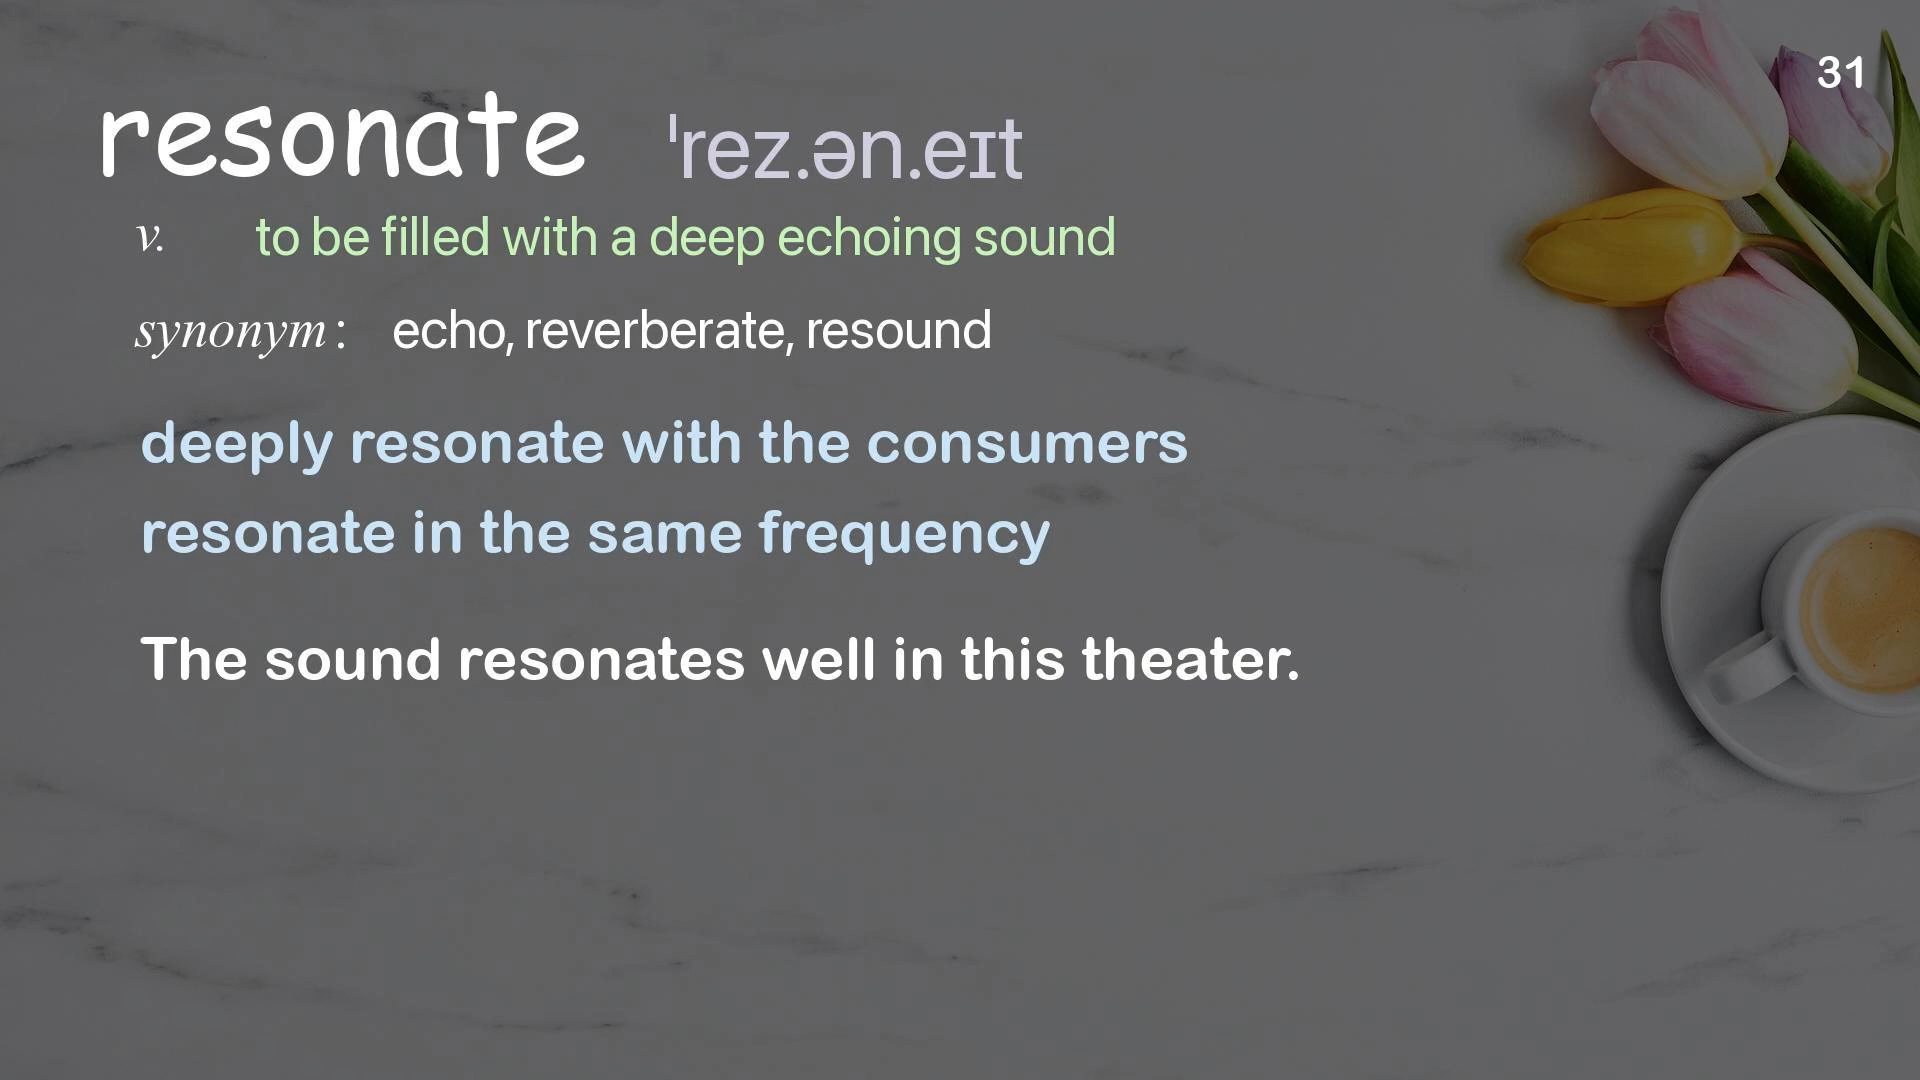 31
resonate ˈrez.ən.eɪt
v. to be filled with a deep echoing sound
synonym : echo, reverberate, resound
deeply resonate with the consumers
resonate in the same frequency
The sound resonates well in this theater.